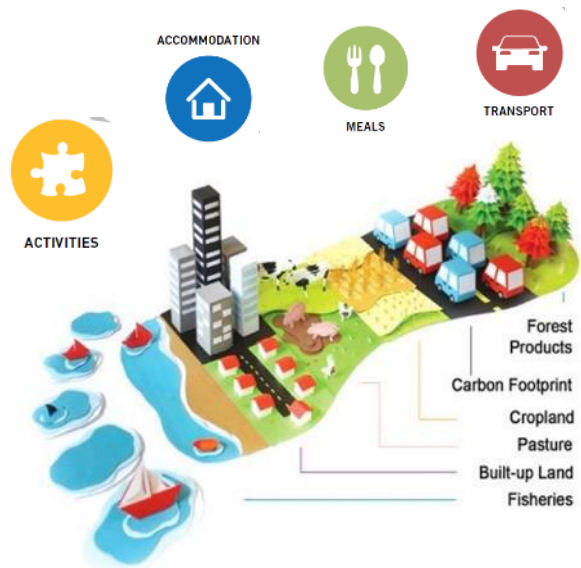 ACCOMMODATION
MEALS
TRANSPORT
ACTIVITIES
Forest
Products
Carbon Footprint
Cropland
Pasture
Built-up Land
Fisheries